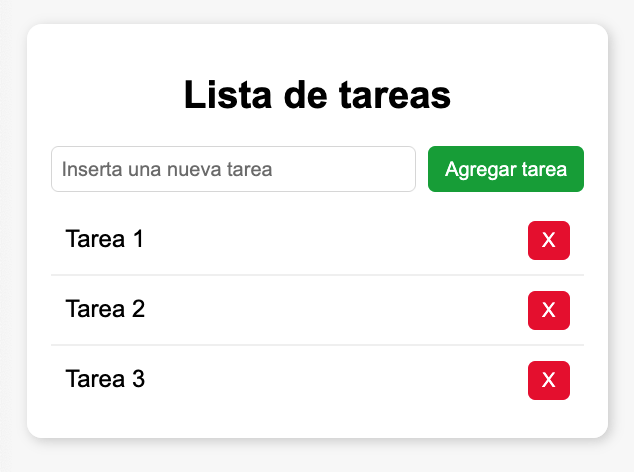 Lista de tareas
Inserta una nueva tarea Agregar tarea
Tarea 1 X
Tarea 2 X
Tarea 3 X